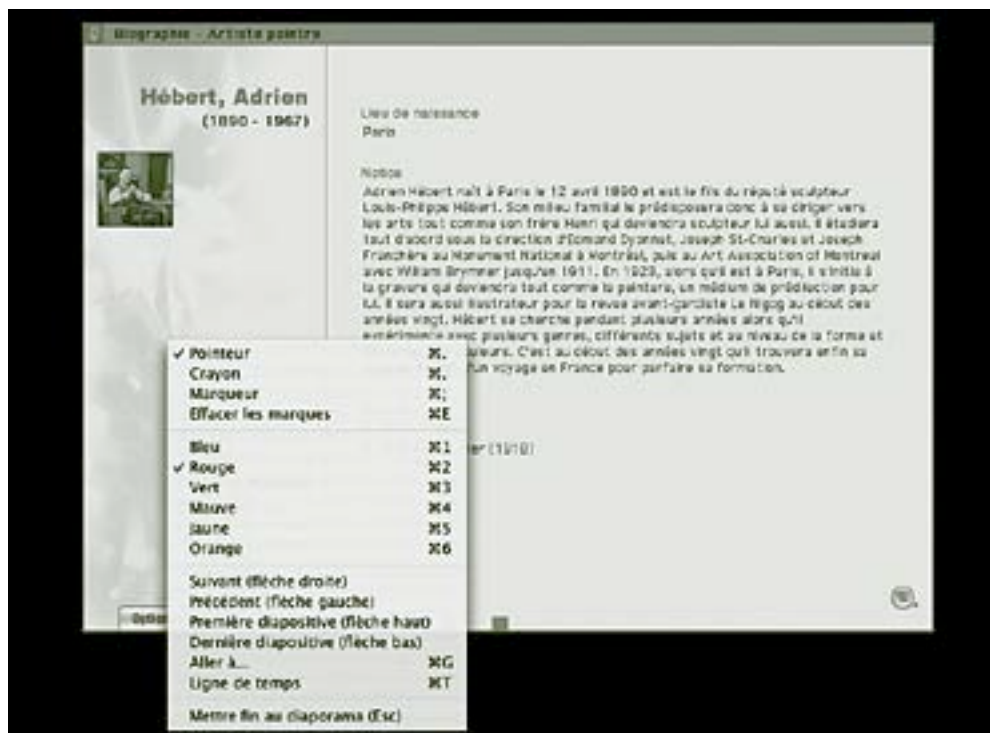 Biographie - Artiste peintre
Hébert, Adrien
(1890 - 1967)
Lieu de naissance
Paris
Notice
Adrien Hébert naît à Paris le 12 avril 1890 et est le fils du réputé sculpteur
Louis-Philippe Hébert. Son milieu familial le prédisposera donc à se diriger vers
les arts tout comme son frère Henri qui deviendra sculpteur lui aussi. Il étudiera
tout d'abord sous la direction d'Edmond Dyonnet, Joseph St-Charles et Joseph
Franchère au Monument National à Montréal, puis au Art Association of Montreal
avec William Brymner jusqu'en 1911. En 1923, alors qu'il est à Paris, il s'initie à
la gravure qui deviendra tout comme la peinture, un médium de prédilection pour
lui. Il sera aussi illustrateur pour la revue avant-gardiste Le Nigog au début des
années vingt. Hébert se cherche pendant plusieurs années alors qu'il
expérimente avec plusieurs genres, différents sujets et au niveau de la forme et
uleurs. C'est au début des années vingt qu'il trouvera enfin sa
'un voyage en France pour parfaire sa formation.
er (1918)
Option
✓ Pointeur ⌘.
Crayon ⌘,
Marqueur ⌘;
Effacer les marques ⌘E
Bleu ⌘1
✓ Rouge ⌘2
Vert ⌘3
Mauve ⌘4
Jaune ⌘5
Orange ⌘6
Suivant (flèche droite)
Précédent (flèche gauche)
Première diapositive (flèche haut)
Dernière diapositive (flèche bas)
Aller à... ⌘G
Ligne de temps ⌘T
Mettre fin au diaporama (Esc)